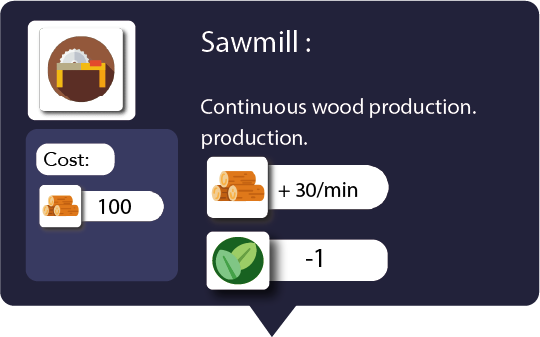 Sawmill :
Continuous wood production.
production.
Cost:
100
+ 30/min
-1